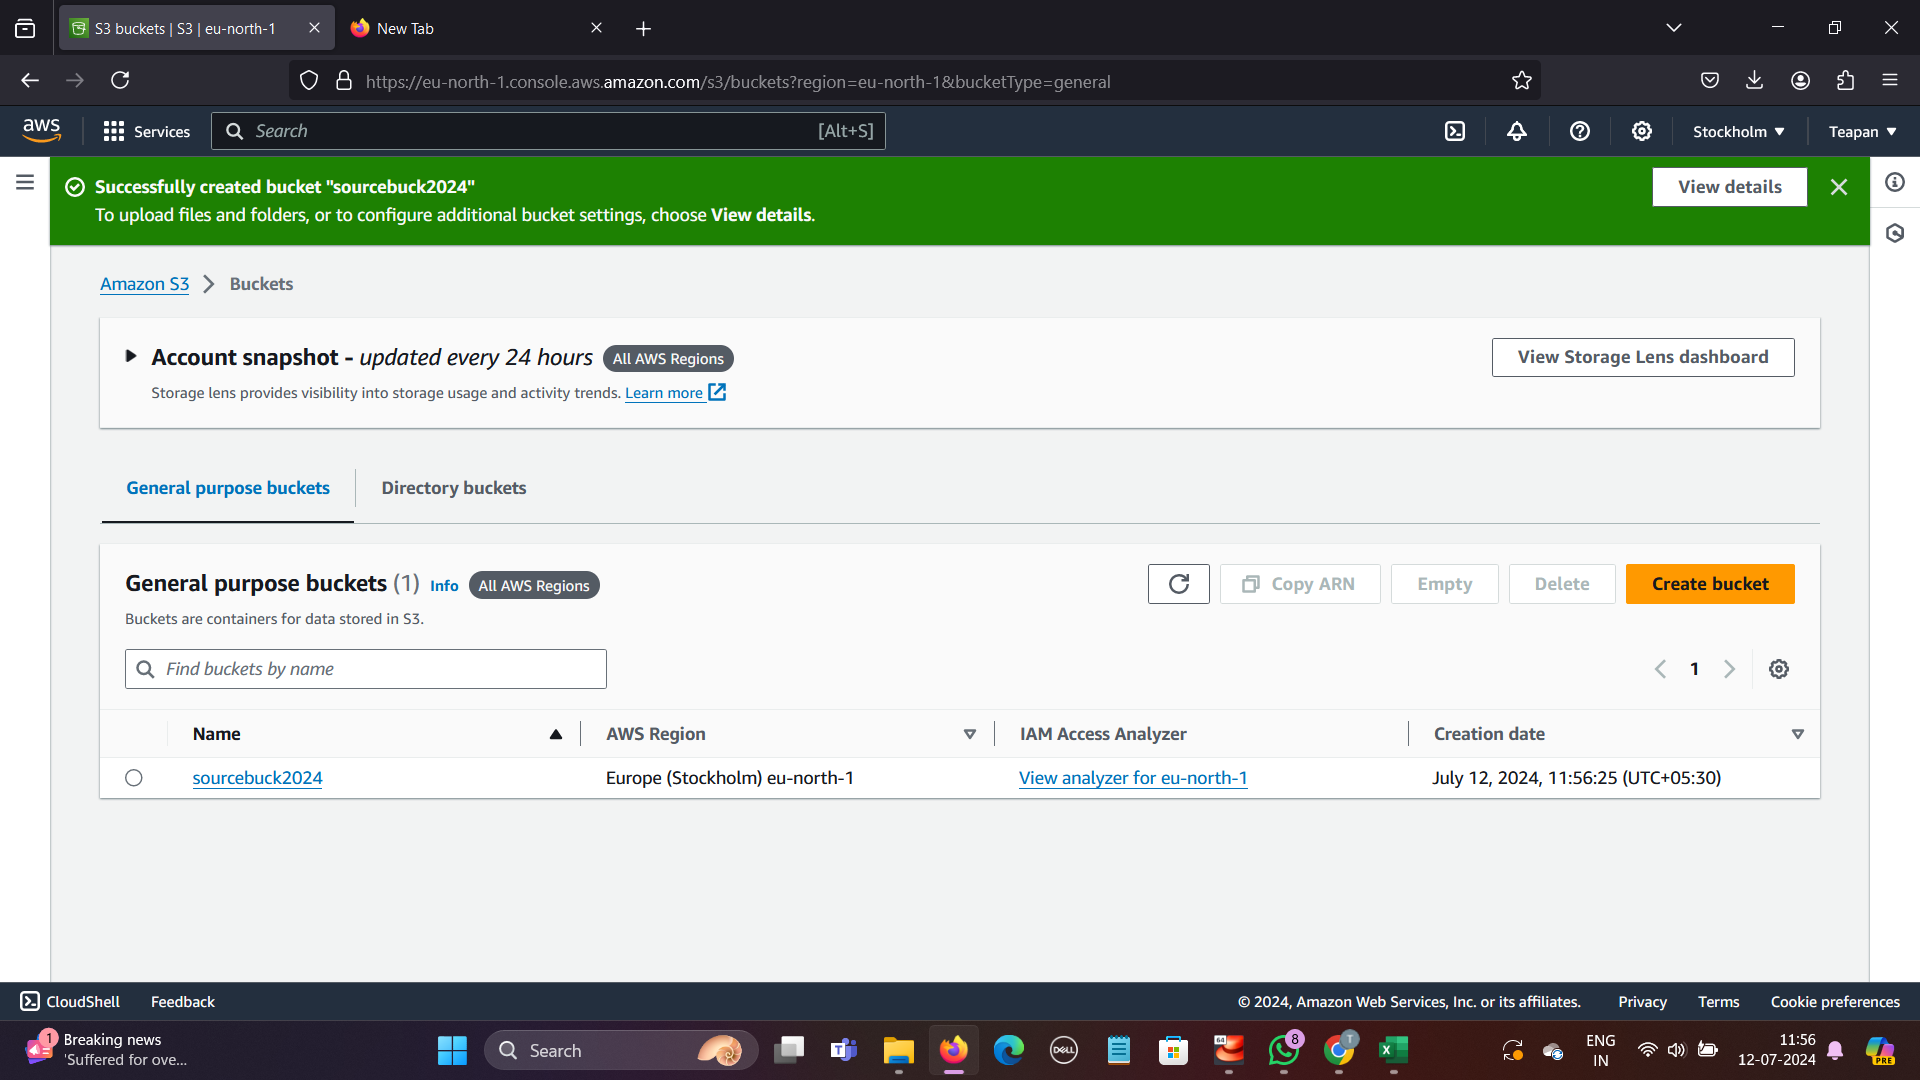 S3 buckets | S3 | eu-north-1
New Tab
https://eu-north-1.console.aws.amazon.com/s3/buckets?region=eu-north-1&bucketType=general
aws
Services
Search
[Alt+S]
Stockholm
Teapan
Successfully created bucket "sourcebuck2024"
To upload files and folders, or to configure additional bucket settings, choose View details.
View details
Amazon S3
Buckets
Account snapshot - updated every 24 hours
All AWS Regions
Storage lens provides visibility into storage usage and activity trends. Learn more
View Storage Lens dashboard
General purpose buckets
Directory buckets
General purpose buckets (1)
Info
All AWS Regions
Buckets are containers for data stored in S3.
Copy ARN
Empty
Delete
Create bucket
Find buckets by name
1
Name
AWS Region
IAM Access Analyzer
Creation date
sourcebuck2024
Europe (Stockholm) eu-north-1
View analyzer for eu-north-1
July 12, 2024, 11:56:25 (UTC+05:30)
CloudShell
Feedback
© 2024, Amazon Web Services, Inc. or its affiliates.
Privacy
Terms
Cookie preferences
1
Breaking news
'Suffered for ove...
Search
DELL
64
8
T
ENG
IN
11:56
12-07-2024
PRE